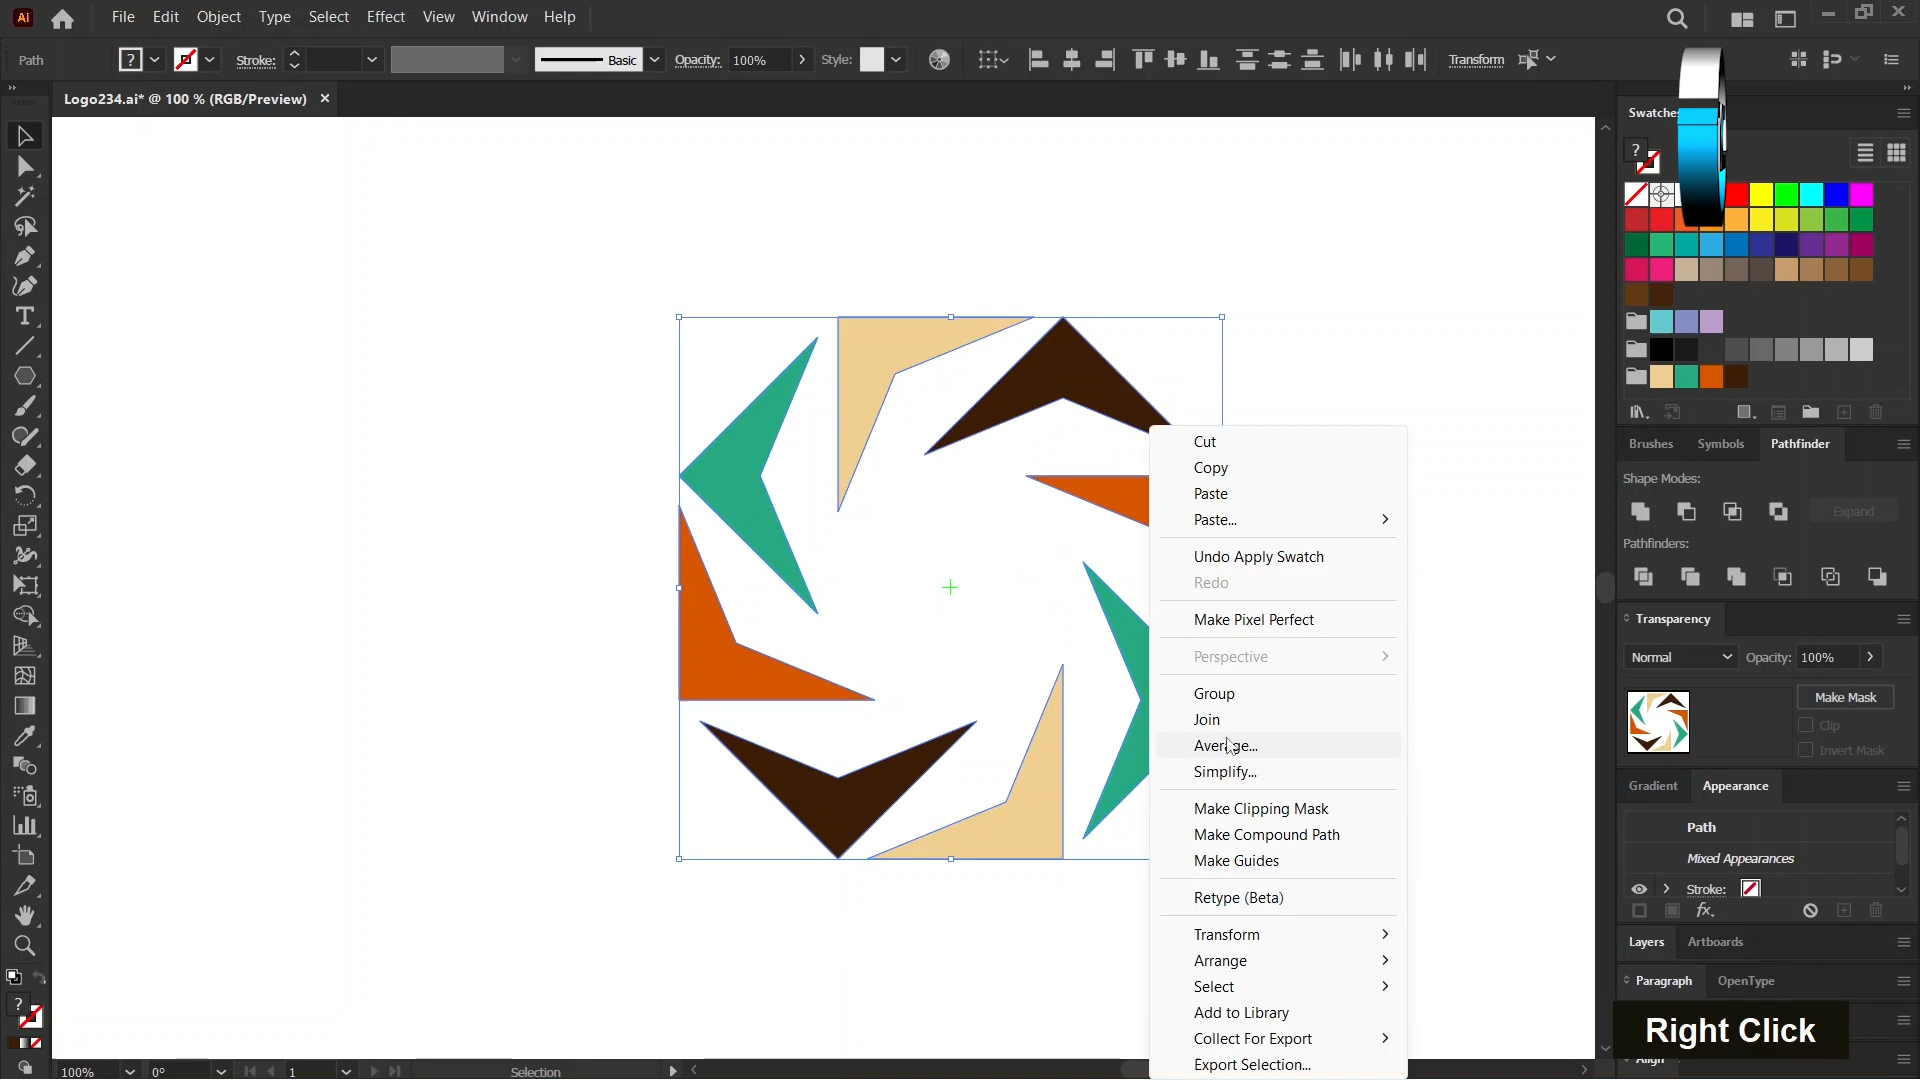 Ai File Edit Object Type Select Effect View Window Help
Path ? Stroke: Basic Opacity: 100% Style: Transform
Logo234.ai* @ 100 % (RGB/Preview)
Swatches
?
Cut
Copy
Paste
Paste...
Undo Apply Swatch
Redo
Make Pixel Perfect
Perspective
Group
Join
Average...
Simplify...
Make Clipping Mask
Make Compound Path
Make Guides
Retype (Beta)
Transform
Arrange
Select
Add to Library
Collect For Export
Export Selection...
Brushes Symbols Pathfinder
Shape Modes:
Expand
Pathfinders:
Transparency
Normal Opacity: 100%
Make Mask
Clip
Invert Mask
Gradient Appearance
Path
Mixed Appearances
Stroke:
fx.
Layers Artboards
Paragraph OpenType
Right Click
Align
?
100% 0° 1 Selection